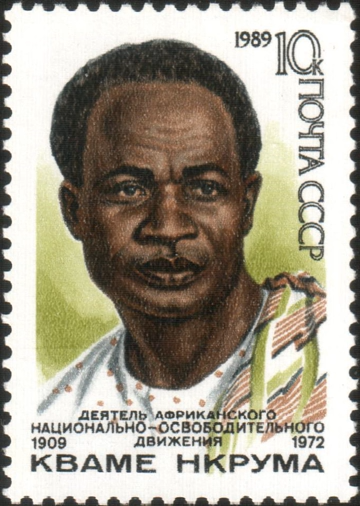 1989 10К
ПОЧТА СССР
ДЕЯТЕЛЬ АФРИКАНСКОГО
НАЦИОНАЛЬНО-ОСВОБОДИТЕЛЬНОГО
1909 ДВИЖЕНИЯ 1972
КВАМЕ НКРУМА